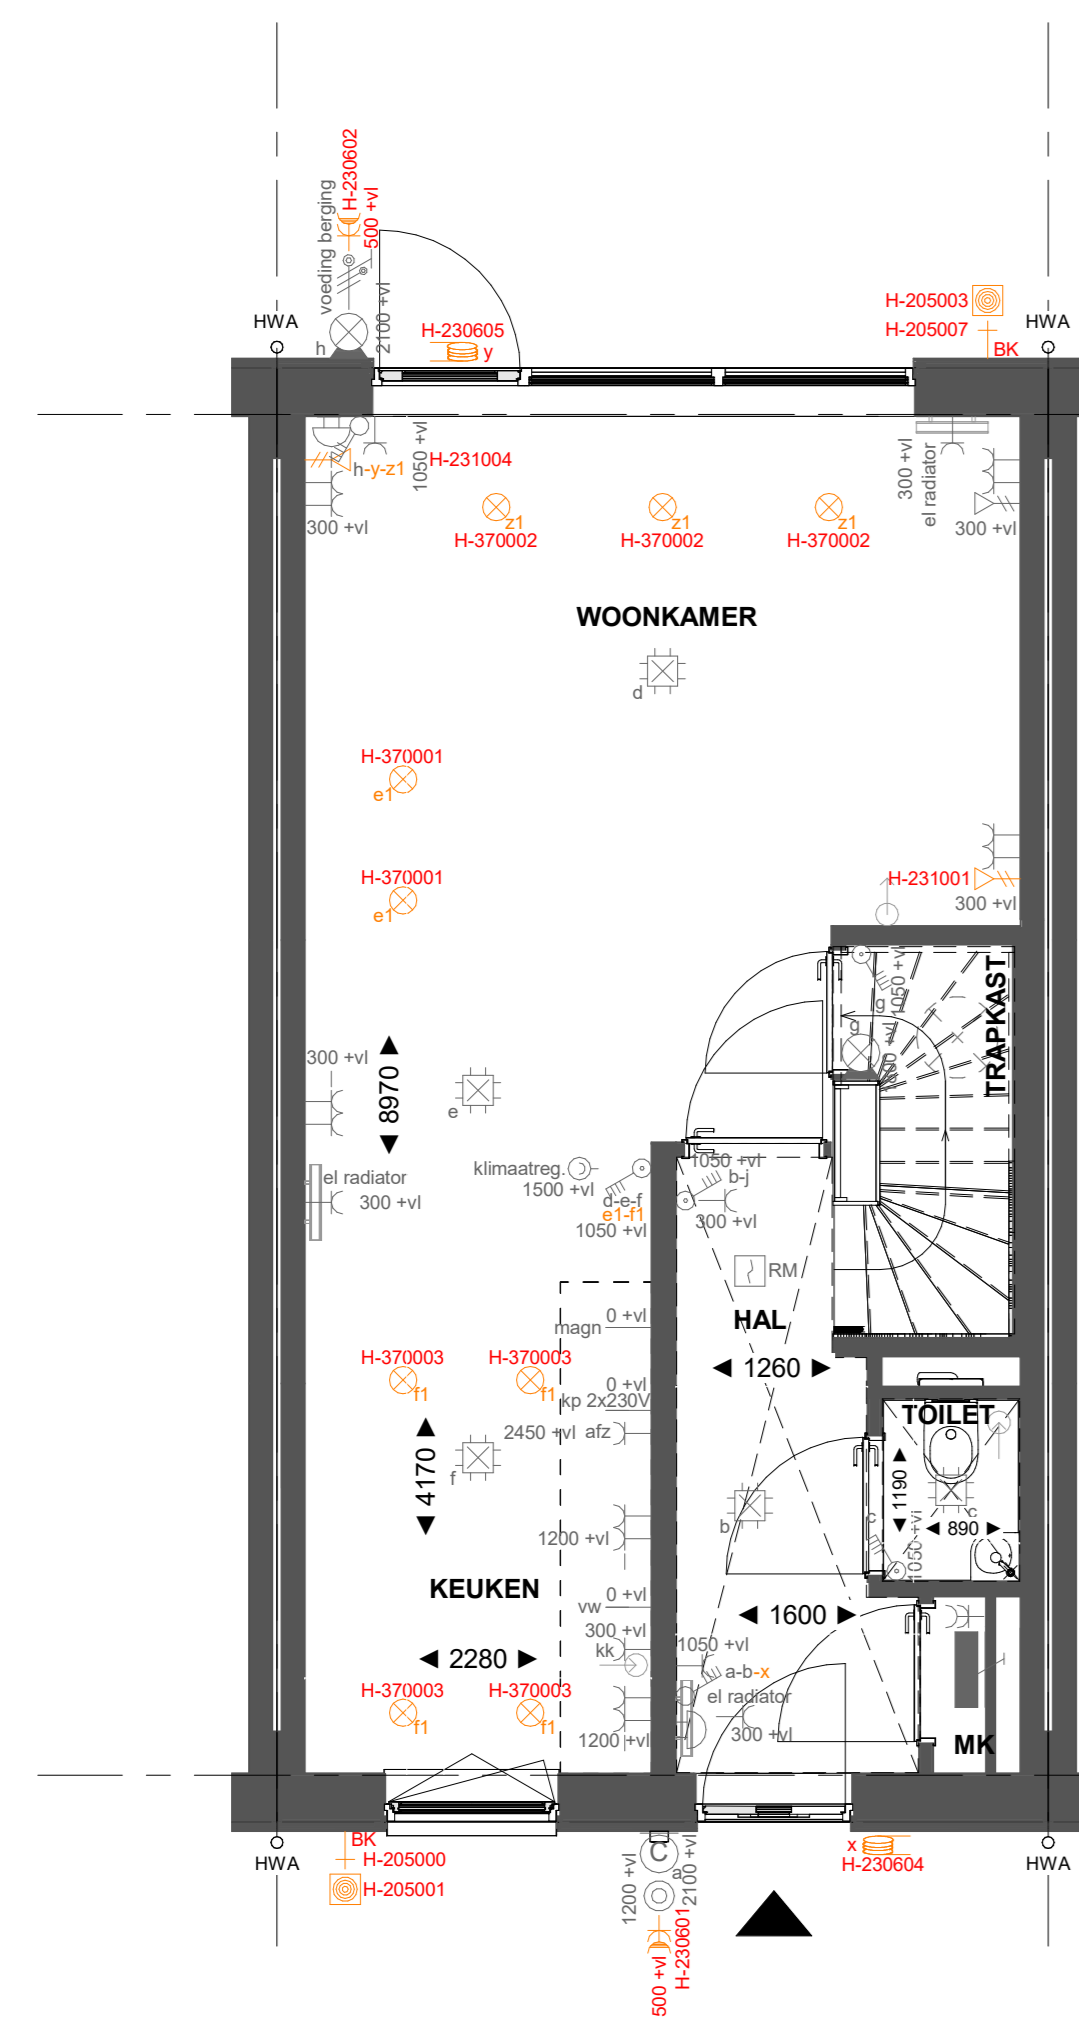 H-230602
voeding berging
500 +vl
2100 +vl
h
HWA
H-230605
y
H-205003
H-205007
BK
HWA
h-y-z1
1050 +vl
H-231004
300 +vl
300 +vl
el radiator
300 +vl
z1
H-370002
z1
H-370002
z1
H-370002
WOONKAMER
d
H-370001
e1
H-370001
e1
H-231001
300 +vl
1050 +vl
g
g
TRAPKAST
300 +vl
8970
e
klimaatreg.
1500 +vl
d-e-f
e1-f1
1050 +vl
1050 +vl
b-j
300 +vl
el radiator
300 +vl
RM
HAL
1260
0 +vl
magn
H-370003
f1
H-370003
f1
0 +vl
kp 2x230V
2450 +vl afz
4170
f
1200 +vl
TOILET
1190
890
c
c
1050 +vl
b
KEUKEN
vw
0 +vl
300 +vl
kk
1600
2280
1050 +vl
a-b-x
el radiator
300 +vl
H-370003
f1
H-370003
f1
1200 +vl
MK
BK
H-205000
H-205001
HWA
C
a
1200 +vl
2100 +vl
500 +vl
H-230601
x
H-230604
HWA